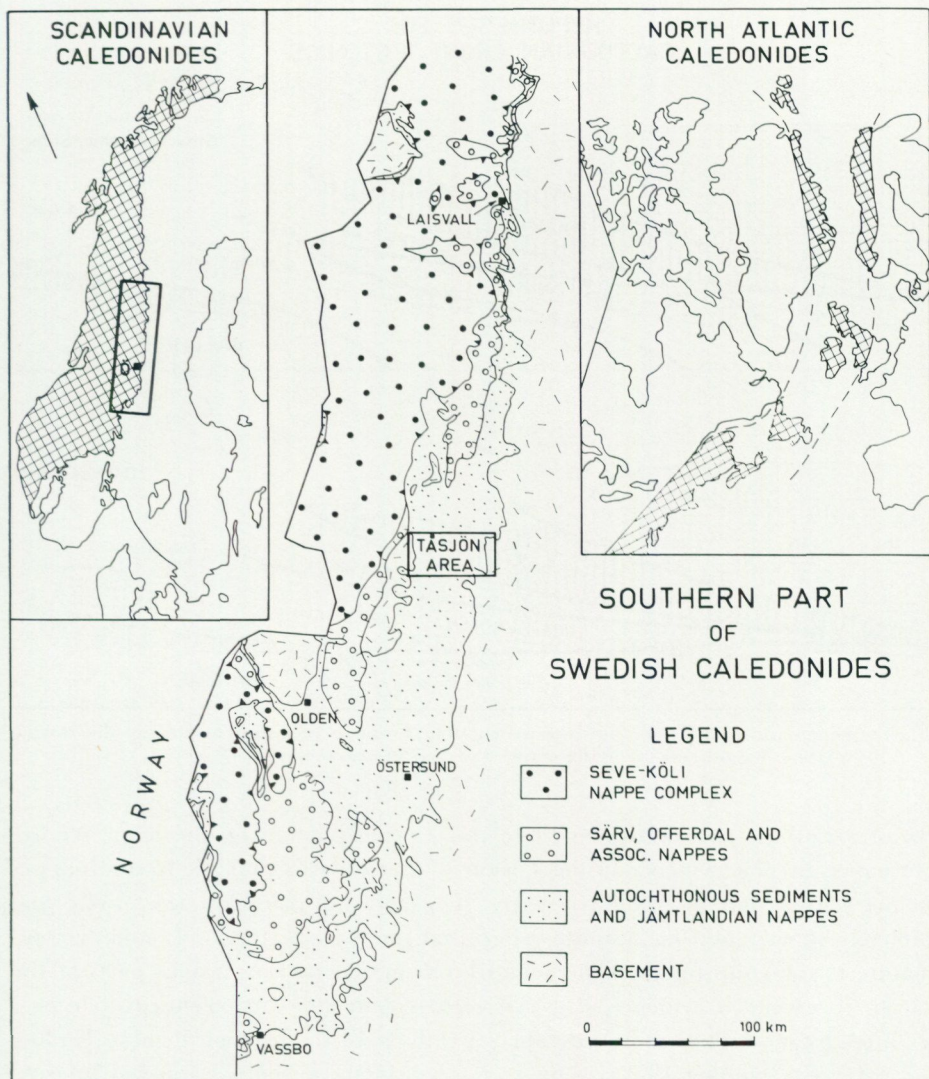 SCANDINAVIAN
CALEDONIDES
NORTH ATLANTIC
CALEDONIDES
LAISVALL
TÅSJÖN
AREA
SOUTHERN PART
OF
SWEDISH CALEDONIDES
OLDEN
ÖSTERSUND
NORWAY
VASSBO
LEGEND
SEVE-KÖLI
NAPPE COMPLEX
SÄRV, OFFERDAL AND
ASSOC. NAPPES
AUTOCHTHONOUS SEDIMENTS
AND JÄMTLANDIAN NAPPES
BASEMENT
0 100 km